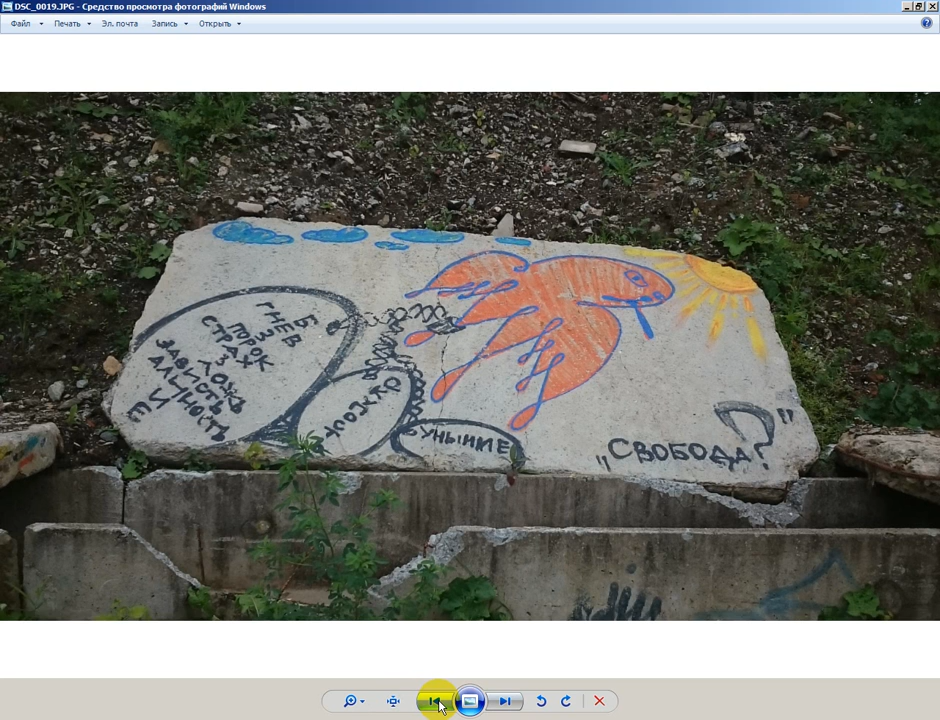 DSC_0019.JPG - Средство просмотра фотографий Windows
Файл Печать Эл. почта Запись Открыть
ГНЕВ
ПОРОК
СТРАХ
ЛОЖЬ
ЗАВИСТЬ
АЛЧНОСТЬ
УНЫНИЕ
„СВОБОДА?"